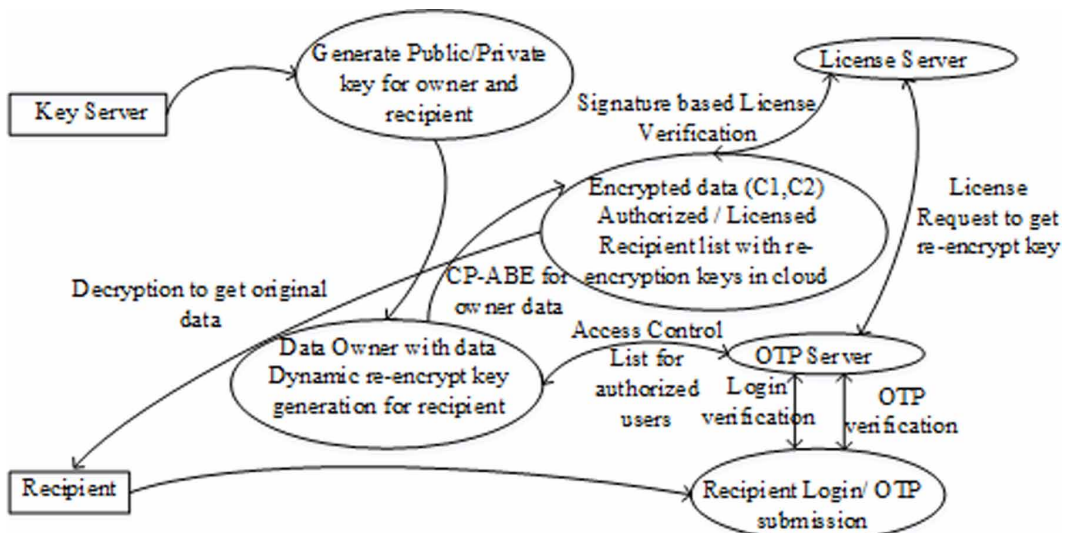 Generate Public/Private
key for owner and
recipient
License Server
Key Server
Signature based License
Verification
Encrypted data (C1,C2)
Authorized / Licensed
Recipient list with re-
encryption keys in cloud
License
Request to get
re-encrypt key
Decryption to get original
data
CP-ABE for
owner data
Access Control
List for
authorized
users
Data Owner with data
Dynamic re-encrypt key
generation for recipient
OTP Server
Login
verification
OTP
verification
Recipient
Recipient Login/ OTP
submission